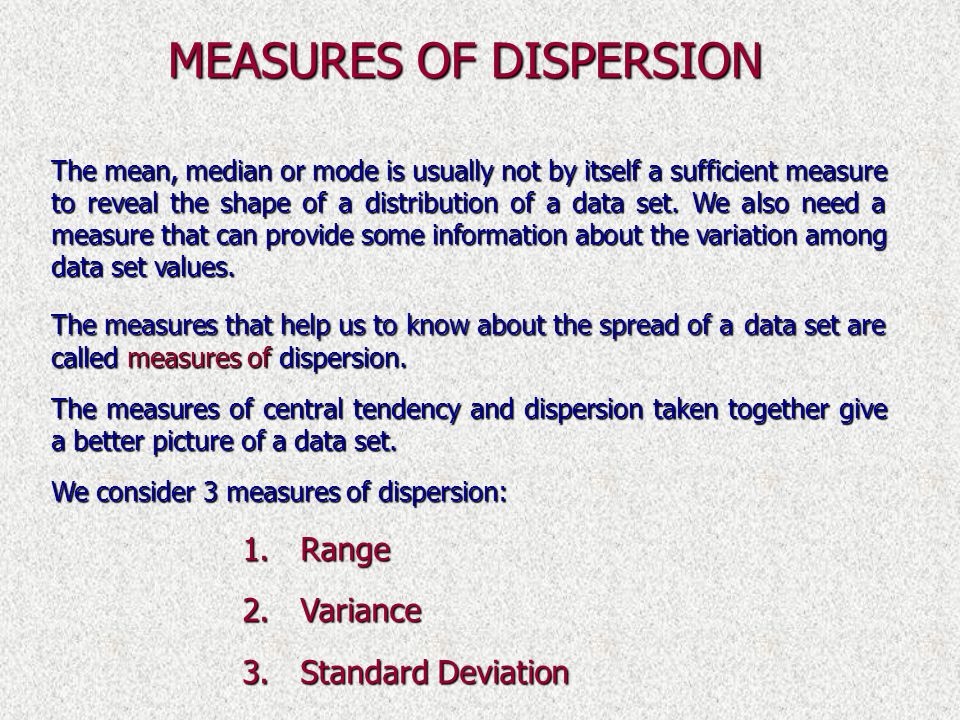 MEASURES OF DISPERSION
The mean, median or mode is usually not by itself a sufficient measure
to reveal the shape of a distribution of a data set. We also need a
measure that can provide some information about the variation among
data set values.
The measures that help us to know about the spread of a data set are
called measures of dispersion.
The measures of central tendency and dispersion taken together give
a better picture of a data set.
We consider 3 measures of dispersion:
1. Range
2. Variance
3. Standard Deviation